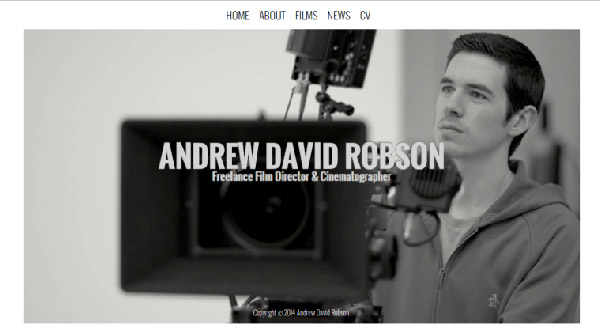 HOME ABOUT FILMS NEWS CV
ANDREW DAVID ROBSON
Freelance Film Director & Cinematographer
Copyright © 2014 Andrew David Robson